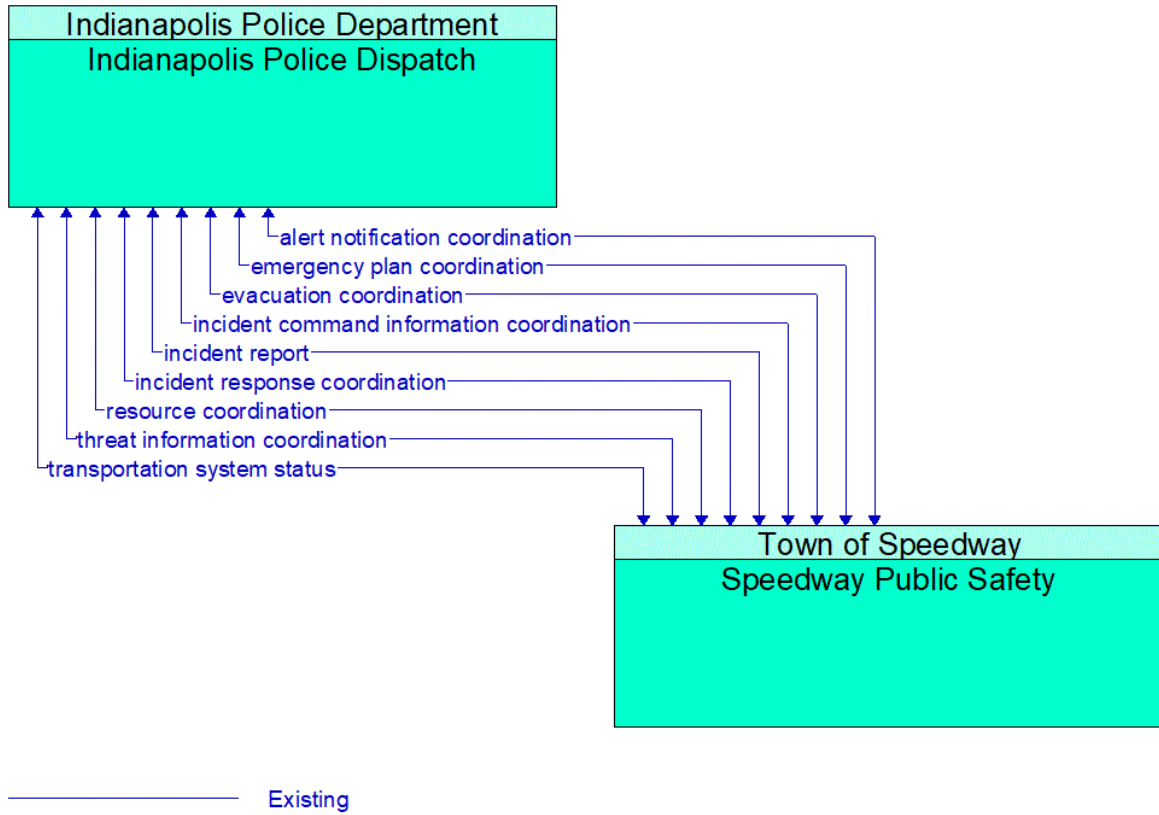 Indianapolis Police Department
Indianapolis Police Dispatch
alert notification coordination
emergency plan coordination
evacuation coordination
incident command information coordination
incident report
incident response coordination
resource coordination
threat information coordination
transportation system status
Town of Speedway
Speedway Public Safety
Existing